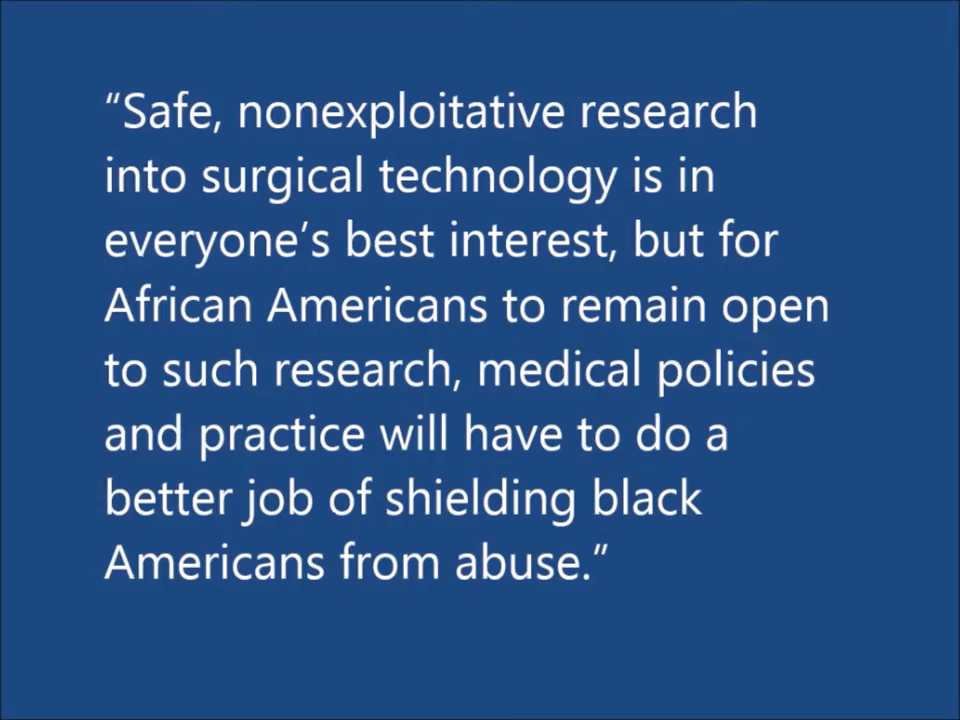 “Safe, nonexploitative research
into surgical technology is in
everyone’s best interest, but for
African Americans to remain open
to such research, medical policies
and practice will have to do a
better job of shielding black
Americans from abuse.”